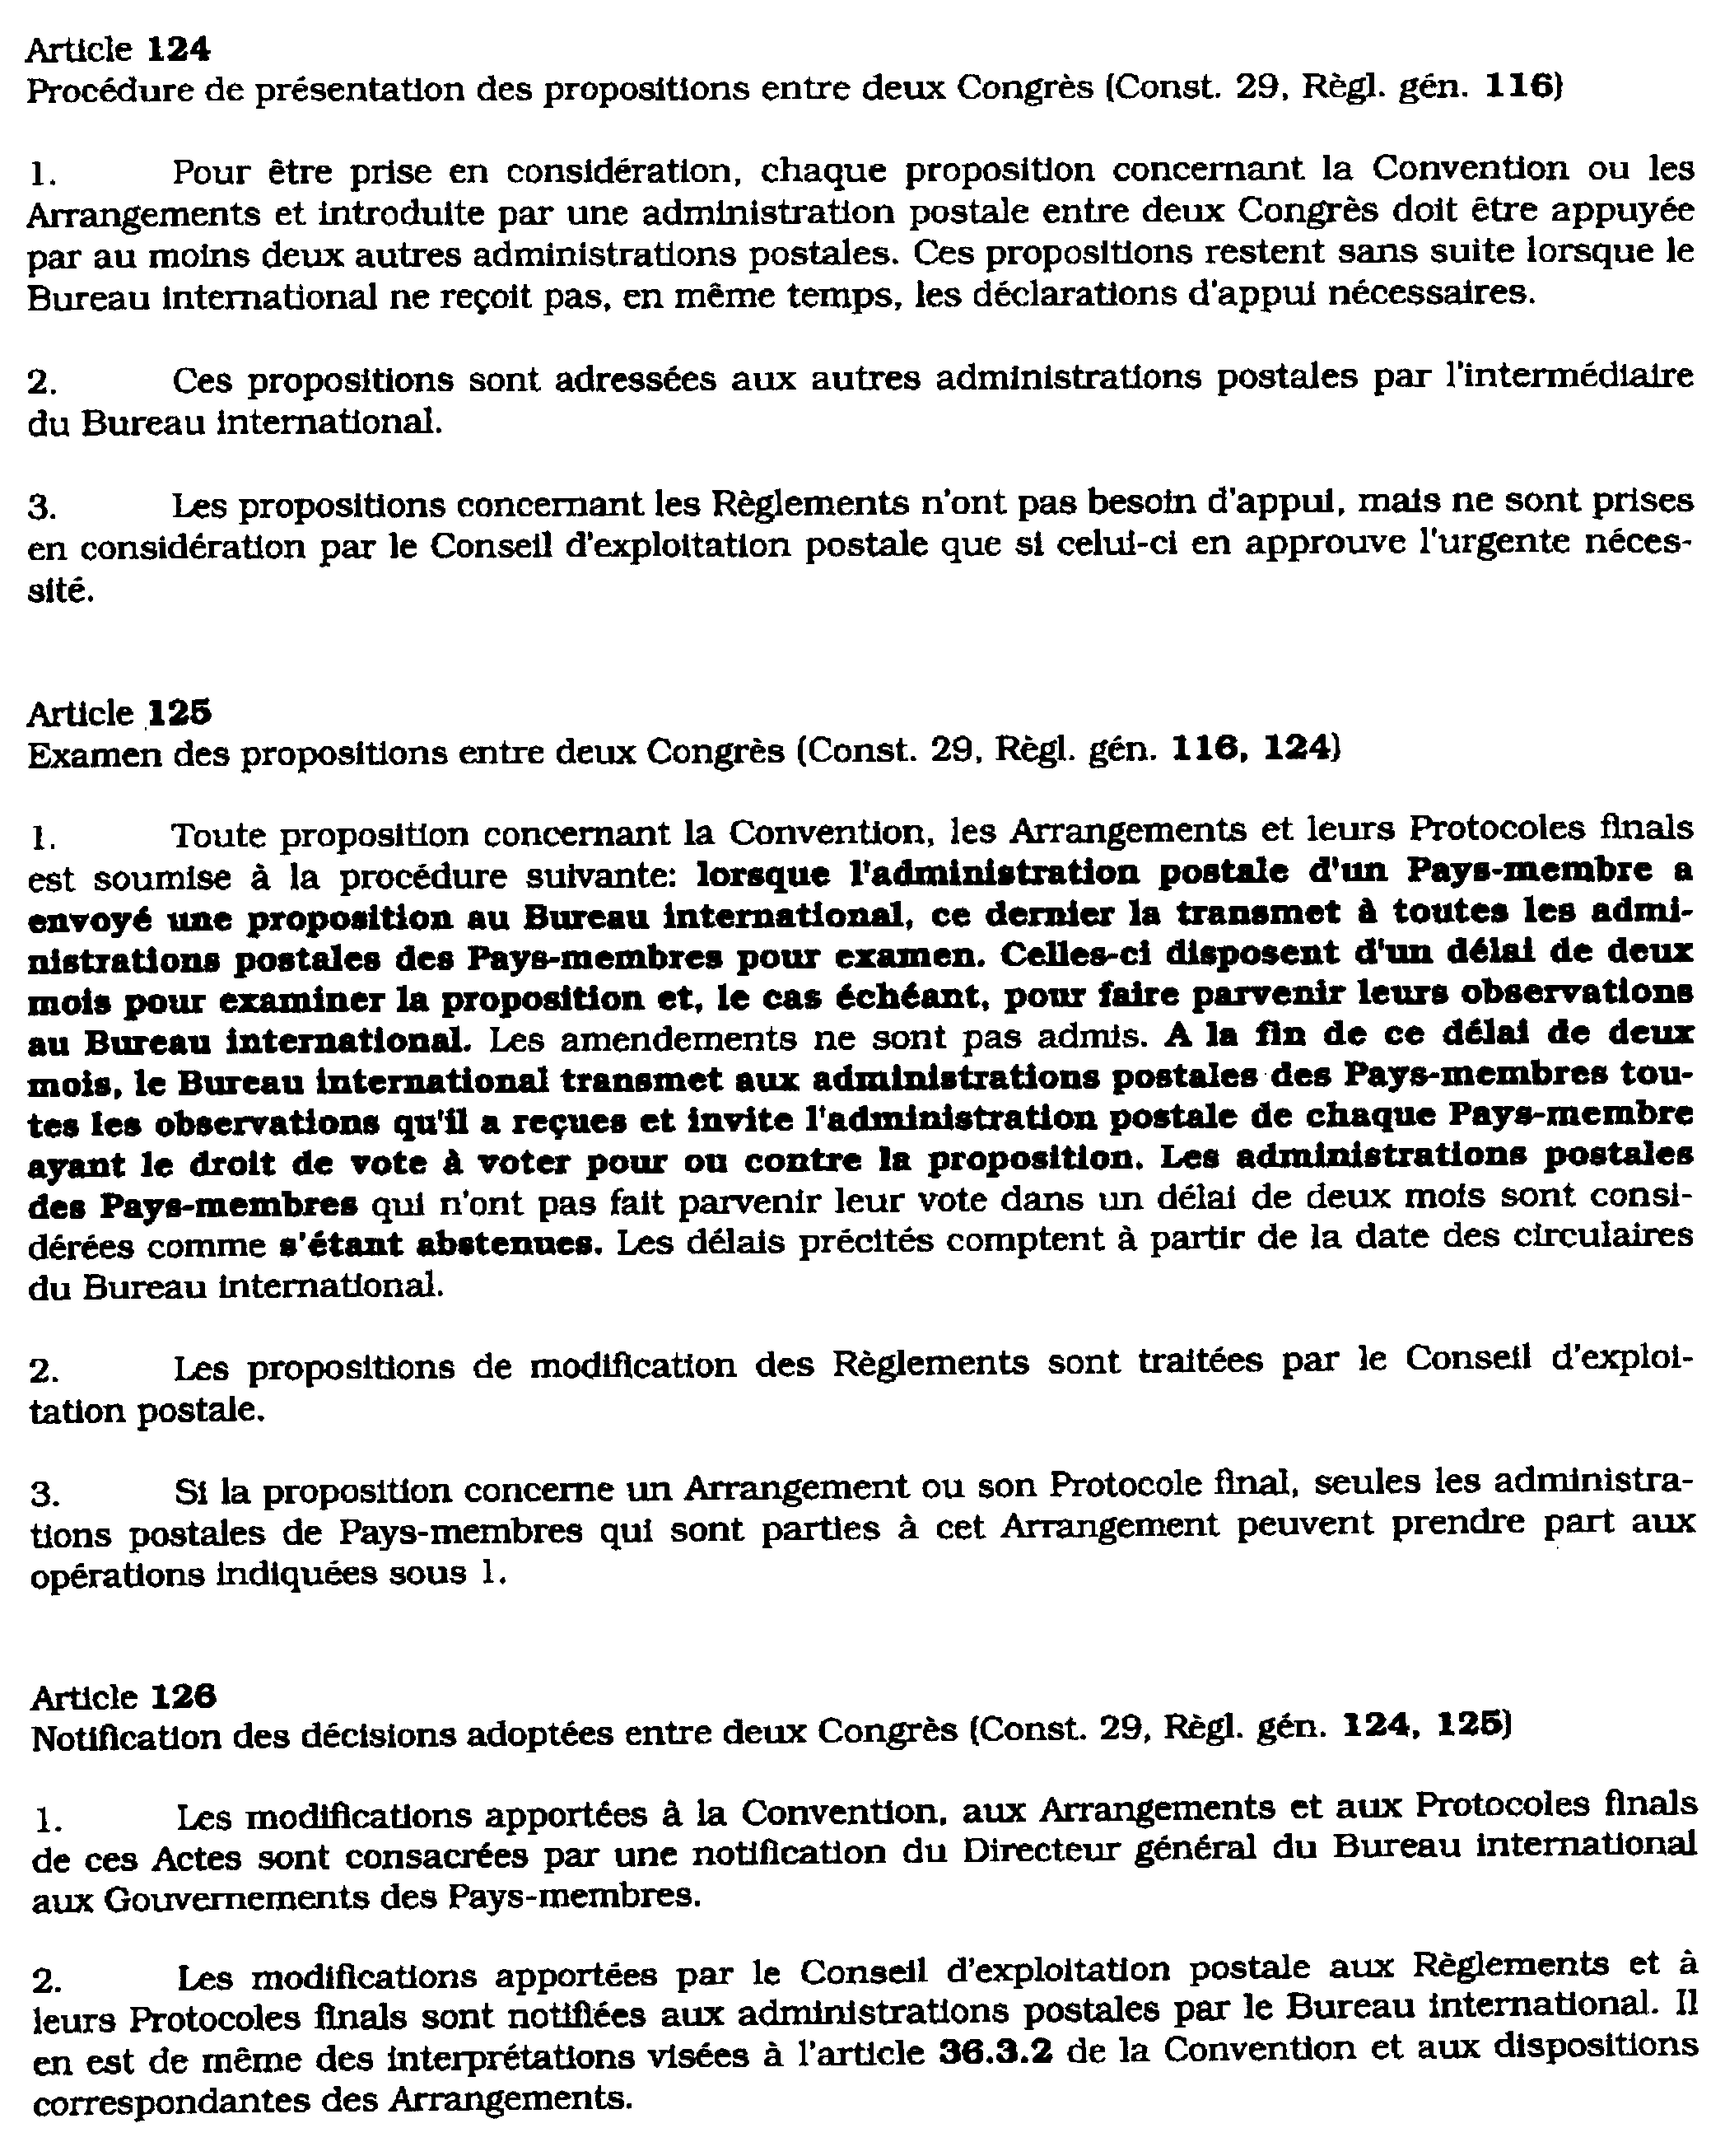 Article 124
Procédure de présentation des propositions entre deux Congrès (Const. 29, Règl. gén. 116)
1. Pour être prise en considération, chaque proposition concernant la Convention ou les
Arrangements et introduite par une administration postale entre deux Congrès doit être appuyée
par au moins deux autres administrations postales. Ces propositions restent sans suite lorsque le
Bureau international ne reçoit pas, en même temps, les déclarations d'appui nécessaires.
2. Ces propositions sont adressées aux autres administrations postales par l'intermédiaire
du Bureau international.
3. Les propositions concernant les Règlements n'ont pas besoin d'appui, mais ne sont prises
en considération par le Conseil d'exploitation postale que si celui-ci en approuve l'urgente néces-
sité.
Article 125
Examen des propositions entre deux Congrès (Const. 29, Règl. gén. 116, 124)
1. Toute proposition concernant la Convention, les Arrangements et leurs Protocoles finals
est soumise à la procédure suivante: lorsque l'administration postale d'un Pays-membre a
envoyé une proposition au Bureau international, ce dernier la transmet à toutes les admi-
nistrations postales des Pays-membres pour examen. Celles-ci disposent d'un délai de deux
mois pour examiner la proposition et, le cas échéant, pour faire parvenir leurs observations
au Bureau international. Les amendements ne sont pas admis. A la fin de ce délai de deux
mois, le Bureau international transmet aux administrations postales des Pays-membres tou-
tes les observations qu'il a reçues et invite l'administration postale de chaque Pays-membre
ayant le droit de vote à voter pour ou contre la proposition. Les administrations postales
des Pays-membres qui n'ont pas fait parvenir leur vote dans un délai de deux mois sont consi-
dérées comme s'étant abstenues. Les délais précités comptent à partir de la date des circulaires
du Bureau international.
2. Les propositions de modification des Règlements sont traitées par le Conseil d'exploi-
tation postale.
3. Si la proposition concerne un Arrangement ou son Protocole final, seules les administra-
tions postales de Pays-membres qui sont parties à cet Arrangement peuvent prendre part aux
opérations indiquées sous 1.
Article 126
Notification des décisions adoptées entre deux Congrès (Const. 29, Règl. gén. 124, 125)
1. Les modifications apportées à la Convention, aux Arrangements et aux Protocoles finals
de ces Actes sont consacrées par une notification du Directeur général du Bureau international
aux Gouvernements des Pays-membres.
2. Les modifications apportées par le Conseil d'exploitation postale aux Règlements et à
leurs Protocoles finals sont notifiées aux administrations postales par le Bureau international. Il
en est de même des interprétations visées à l'article 36.3.2 de la Convention et aux dispositions
correspondantes des Arrangements.